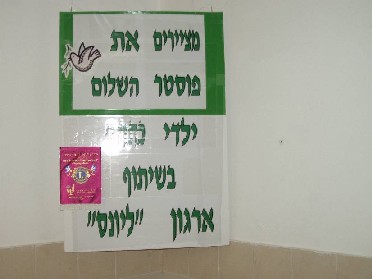 מציירים את
פוסטר השלום
ילדי
בשיתוף
ארגון "ליונס"